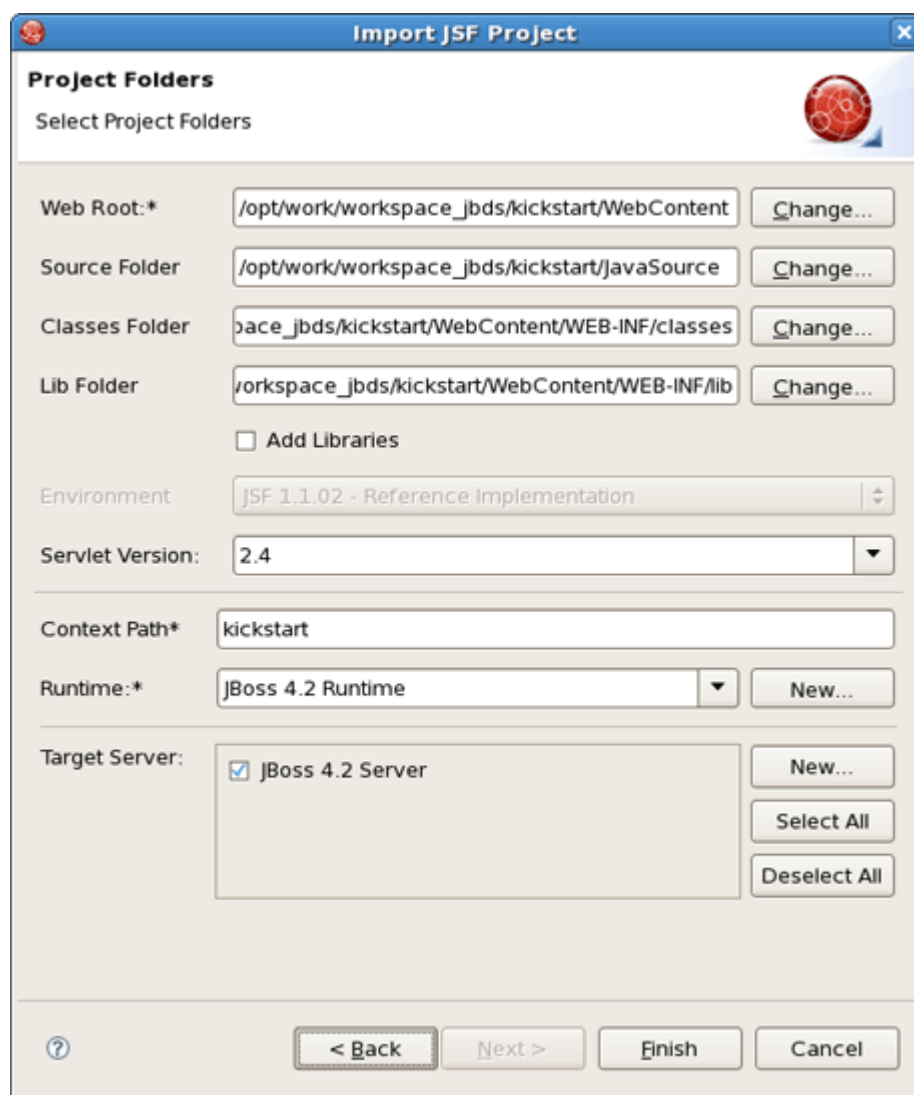 Import JSF Project
Project Folders
Select Project Folders
Web Root:* /opt/work/workspace_jbds/kickstart/WebContent Change...
Source Folder /opt/work/workspace_jbds/kickstart/JavaSource Change...
Classes Folder pace_jbds/kickstart/WebContent/WEB-INF/classes Change...
Lib Folder workspace_jbds/kickstart/WebContent/WEB-INF/lib Change...
Add Libraries
Environment JSF 1.1.02 - Reference Implementation
Servlet Version: 2.4
Context Path* kickstart
Runtime:* JBoss 4.2 Runtime New...
Target Server: JBoss 4.2 Server New...
Select All
Deselect All
? < Back Next > Finish Cancel